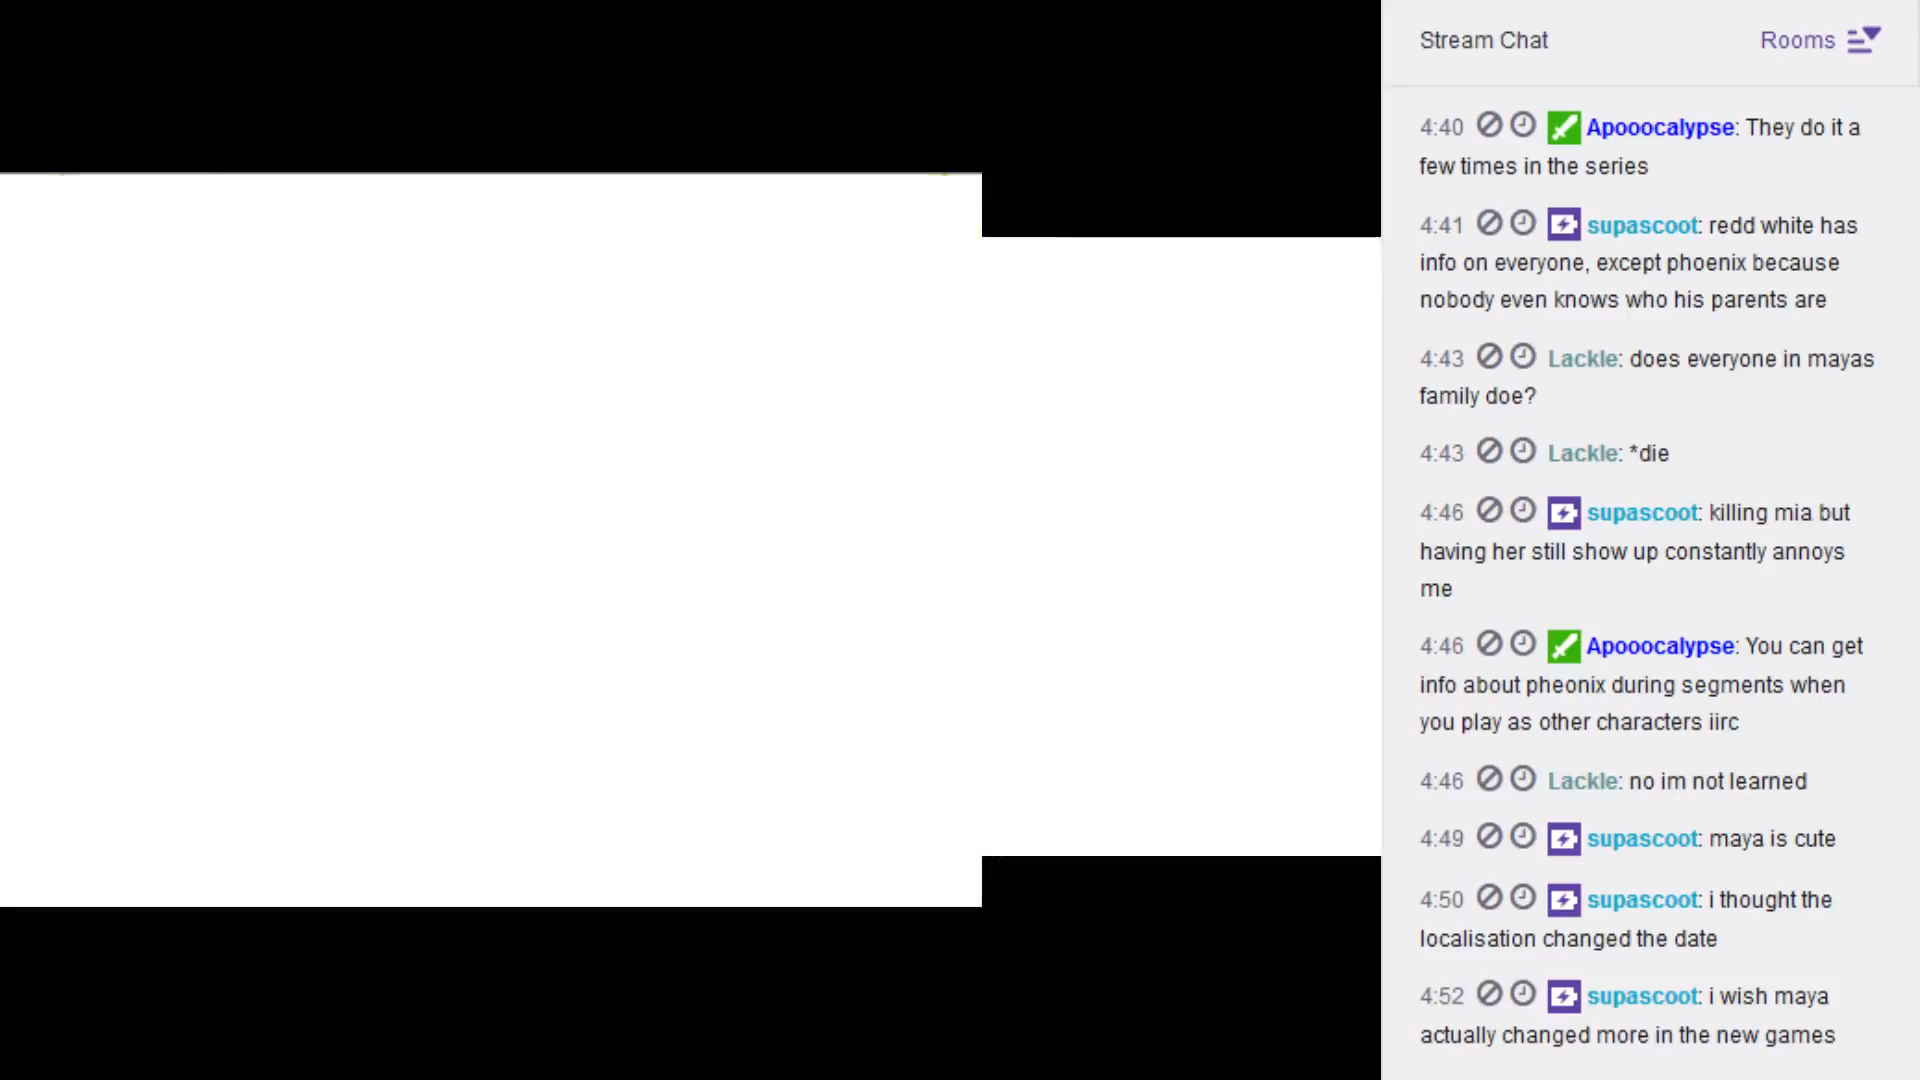 Stream Chat
Rooms
4:40 Apooocalypse: They do it a
few times in the series
4:41 supascoot: redd white has
info on everyone, except phoenix because
nobody even knows who his parents are
4:43 Lackle: does everyone in mayas
family doe?
4:43 Lackle: *die
4:46 supascoot: killing mia but
having her still show up constantly annoys
me
4:46 Apooocalypse: You can get
info about pheonix during segments when
you play as other characters iirc
4:46 Lackle: no im not learned
4:49 supascoot: maya is cute
4:50 supascoot: i thought the
localisation changed the date
4:52 supascoot: i wish maya
actually changed more in the new games